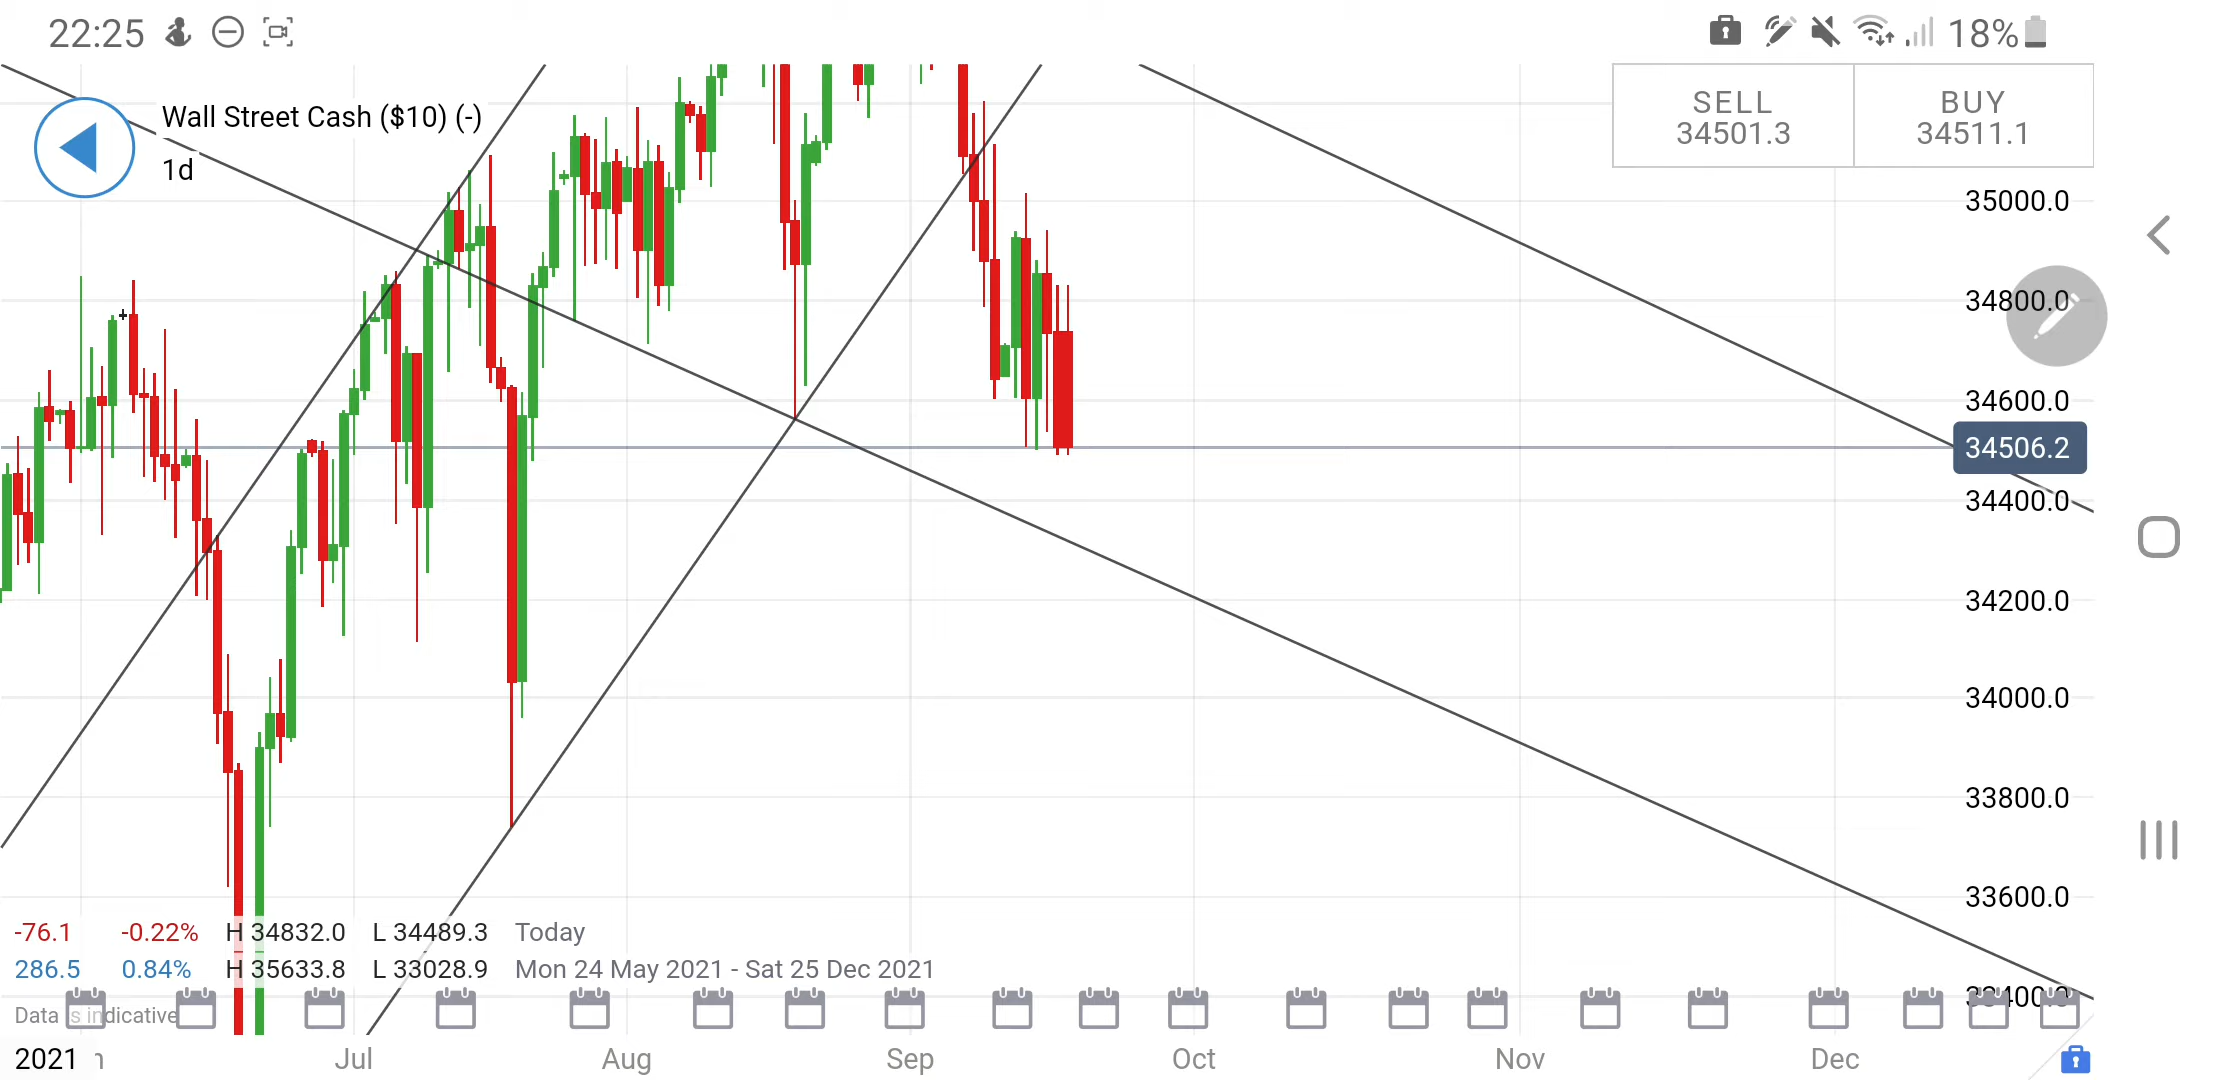 22:25
18%
Wall Street Cash ($10) (-)
1d
SELL
34501.3
BUY
34511.1
35000.0
34800.0
34600.0
34506.2
34400.0
34200.0
34000.0
33800.0
33600.0
-76.1 -0.22% H 34832.0 L 34489.3 Today
286.5 0.84% H 35633.8 L 33028.9 Mon 24 May 2021 - Sat 25 Dec 2021
Data is indicative
2021 Jul Aug Sep Oct Nov Dec